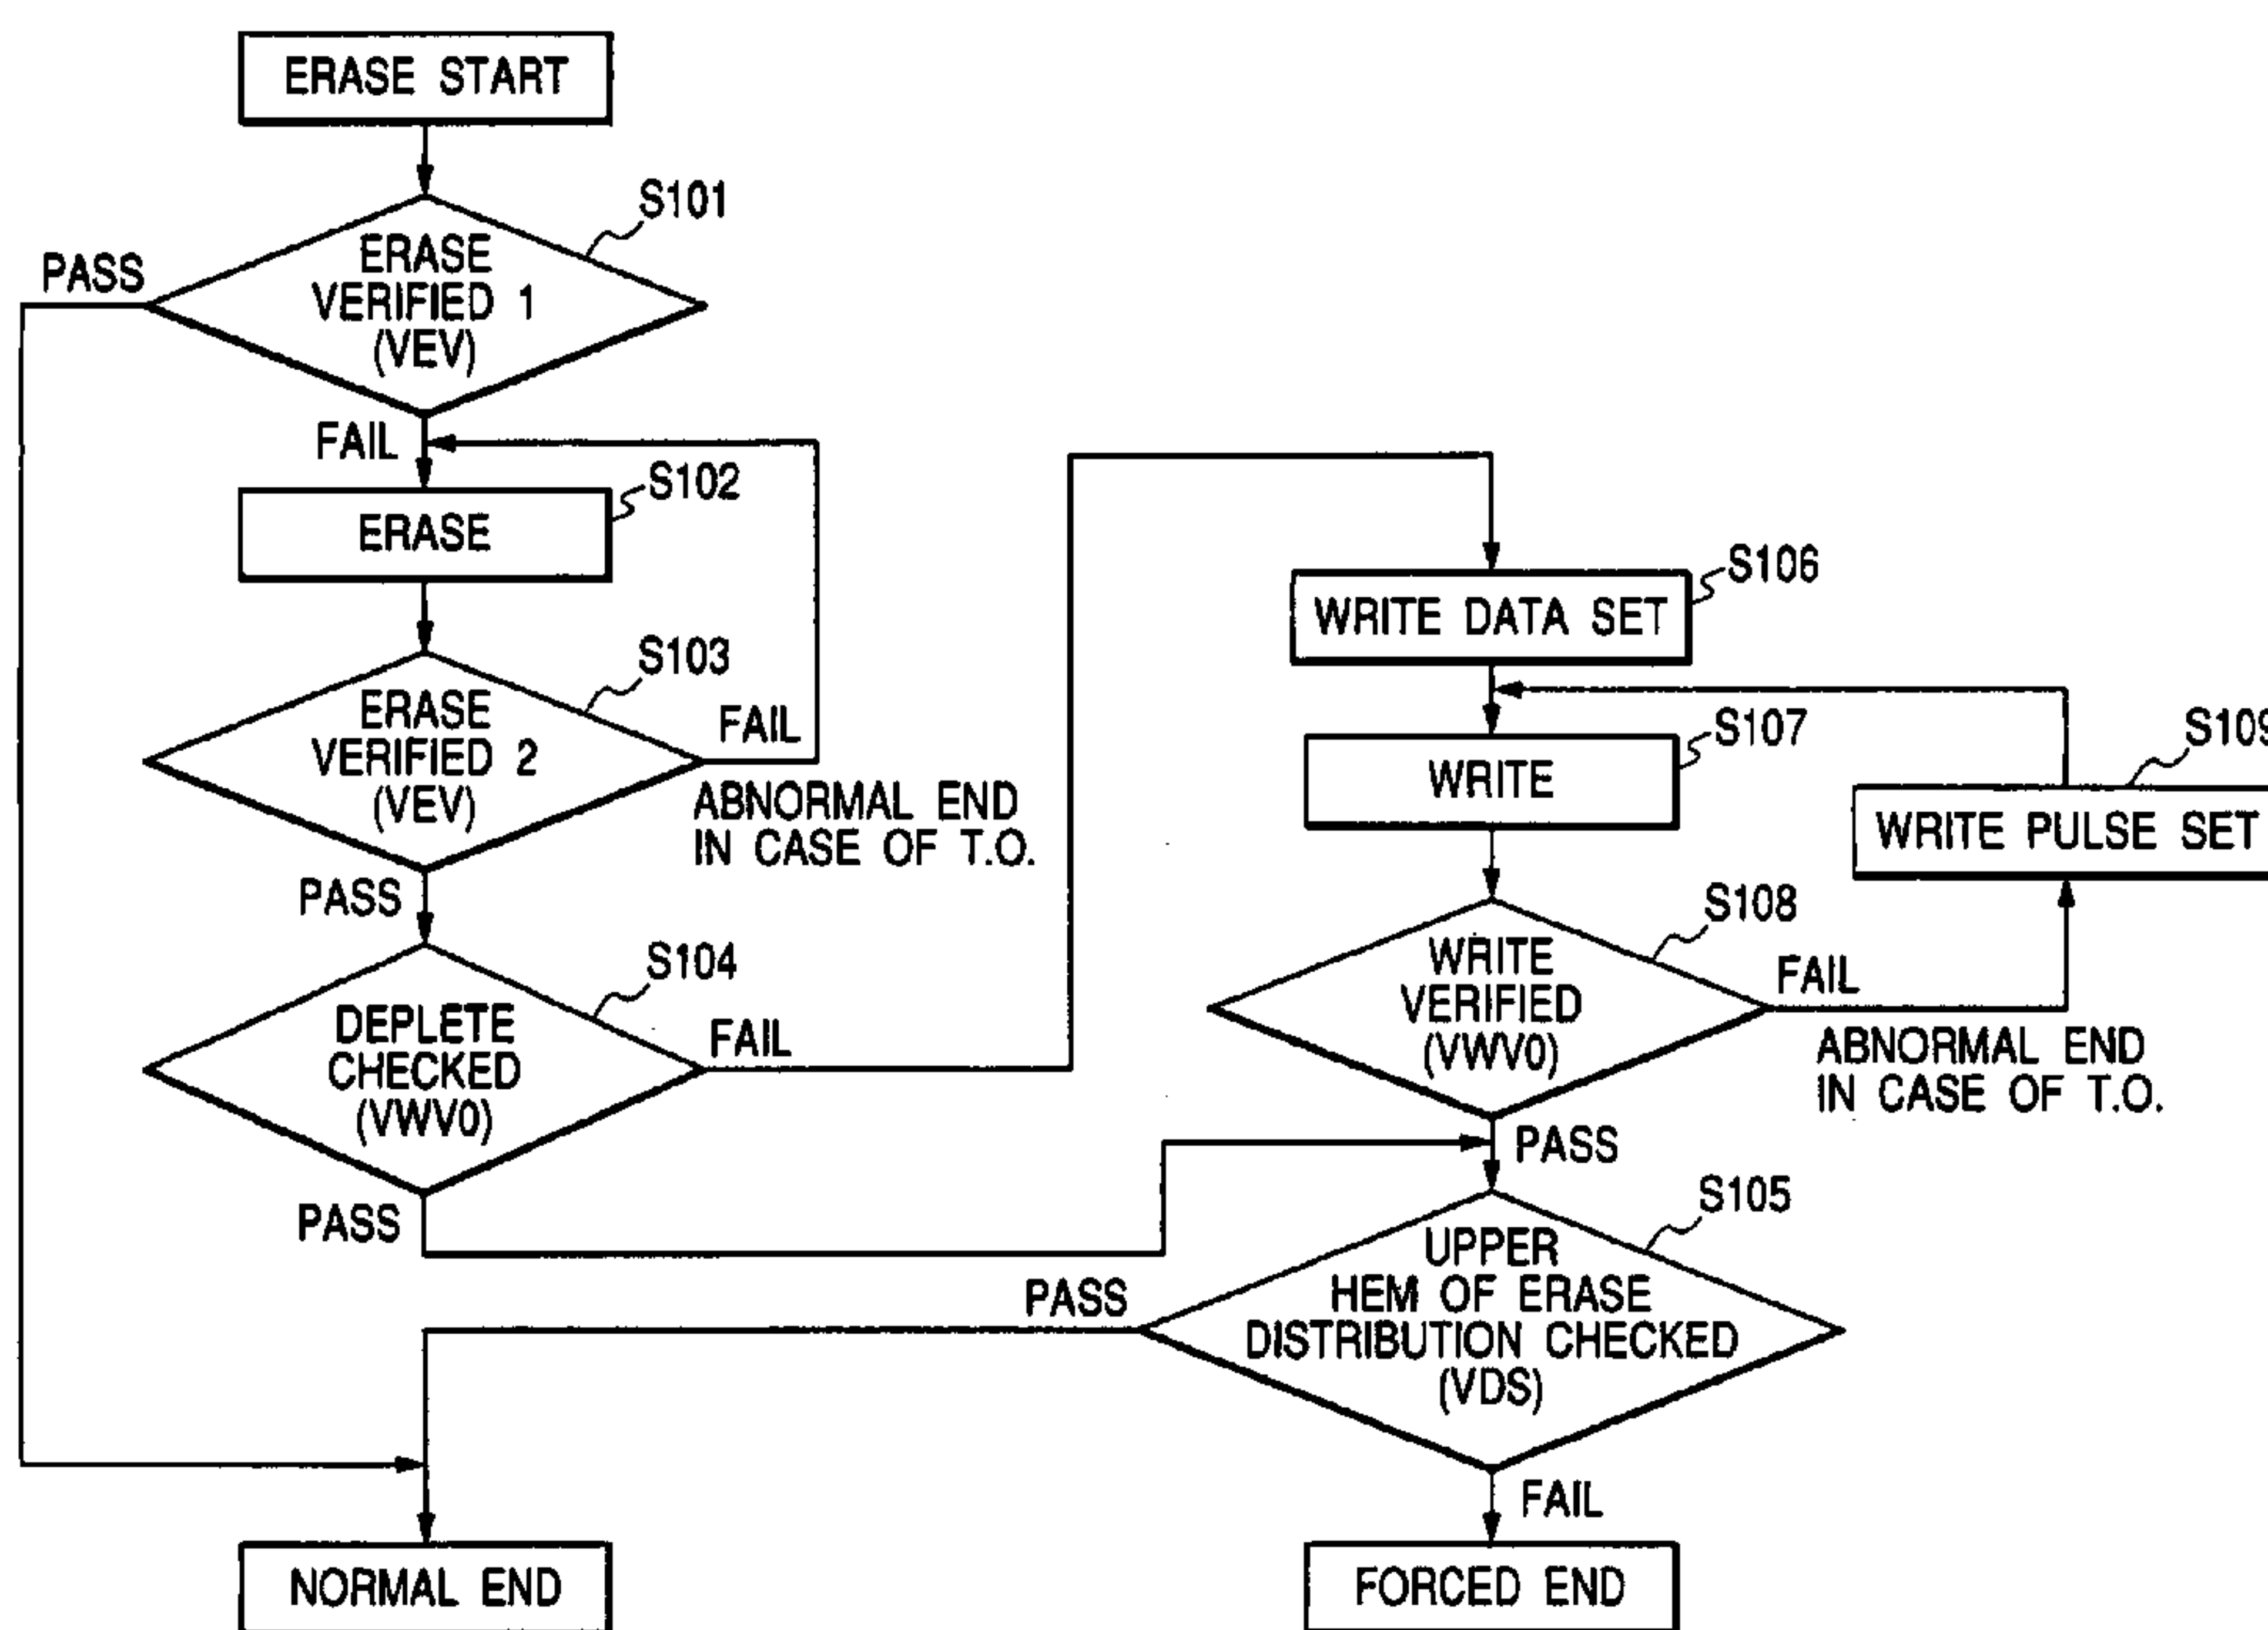 ERASE START
S101
PASS
ERASE
VERIFIED 1
(VEV)
FAIL
S102
ERASE
S103
ERASE
VERIFIED 2
(VEV)
FAIL
ABNORMAL END
IN CASE OF T.O.
PASS
S104
DEPLETE
CHECKED
(VWV0)
FAIL
PASS
S106
WRITE DATA SET
S107
WRITE
S109
WRITE PULSE SET
S108
WRITE
VERIFIED
(VWV0)
FAIL
ABNORMAL END
IN CASE OF T.O.
PASS
S105
UPPER
HEM OF ERASE
DISTRIBUTION CHECKED
(VDS)
PASS
FAIL
NORMAL END
FORCED END